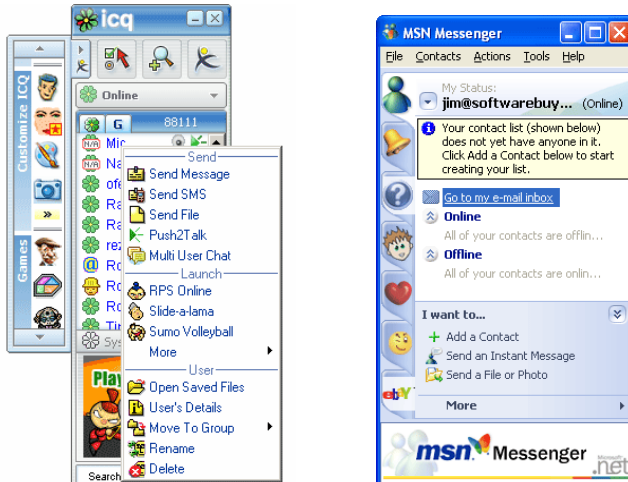 icq
Customize ICQ
Games
Online
G
88111
N/A Mic
N/A Na
ofe
Ra
Ra
rez
Ro
Ro
Ro
Tir
Sys
Play
Search
Send
Send Message
Send SMS
Send File
Push2Talk
Multi User Chat
Launch
RPS Online
Slide-a-lama
Sumo Volleyball
More
User
Open Saved Files
User's Details
Move To Group
Rename
Delete
MSN Messenger
File Contacts Actions Tools Help
My Status:
jim@softwarebuy... (Online)
Your contact list (shown below)
does not yet have anyone in it.
Click Add a Contact below to start
creating your list.
Go to my e-mail inbox
Online
All of your contacts are offlin...
Offline
All of your contacts are onlin...
I want to...
Add a Contact
Send an Instant Message
Send a File or Photo
ebY
More
msn Messenger
Microsoft
.net